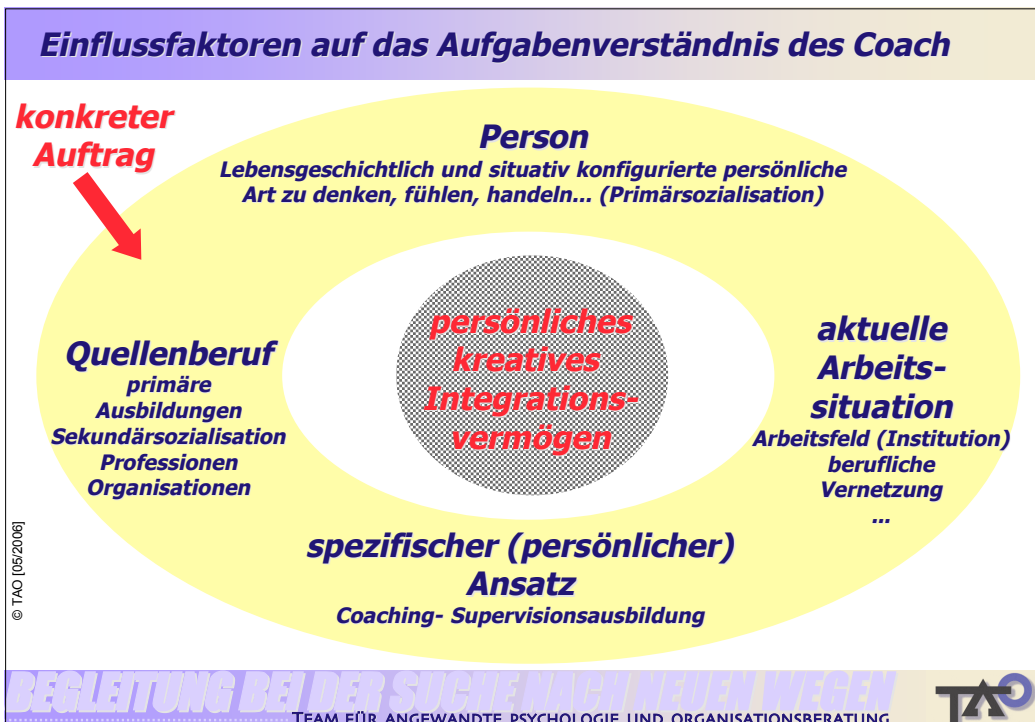 Einflussfaktoren auf das Aufgabenverständnis des Coach
konkreter
Auftrag
Person
Lebensgeschichtlich und situativ konfigurierte persönliche
Art zu denken, fühlen, handeln... (Primärsozialisation)
Quellenberuf
primäre
Ausbildungen
Sekundärsozialisation
Professionen
Organisationen
persönliches
kreatives
Integrations-
vermögen
aktuelle
Arbeits-
situation
Arbeitsfeld (Institution)
berufliche
Vernetzung
...
spezifischer (persönlicher)
Ansatz
Coaching- Supervisionsausbildung
© TAO [05/2006]
BEGLEITUNG BEI DER SUCHE NACH NEUEN WEGEN
TEAM FÜR ANGEWANDTE PSYCHOLOGIE UND ORGANISATIONSBERATUNG
TAO